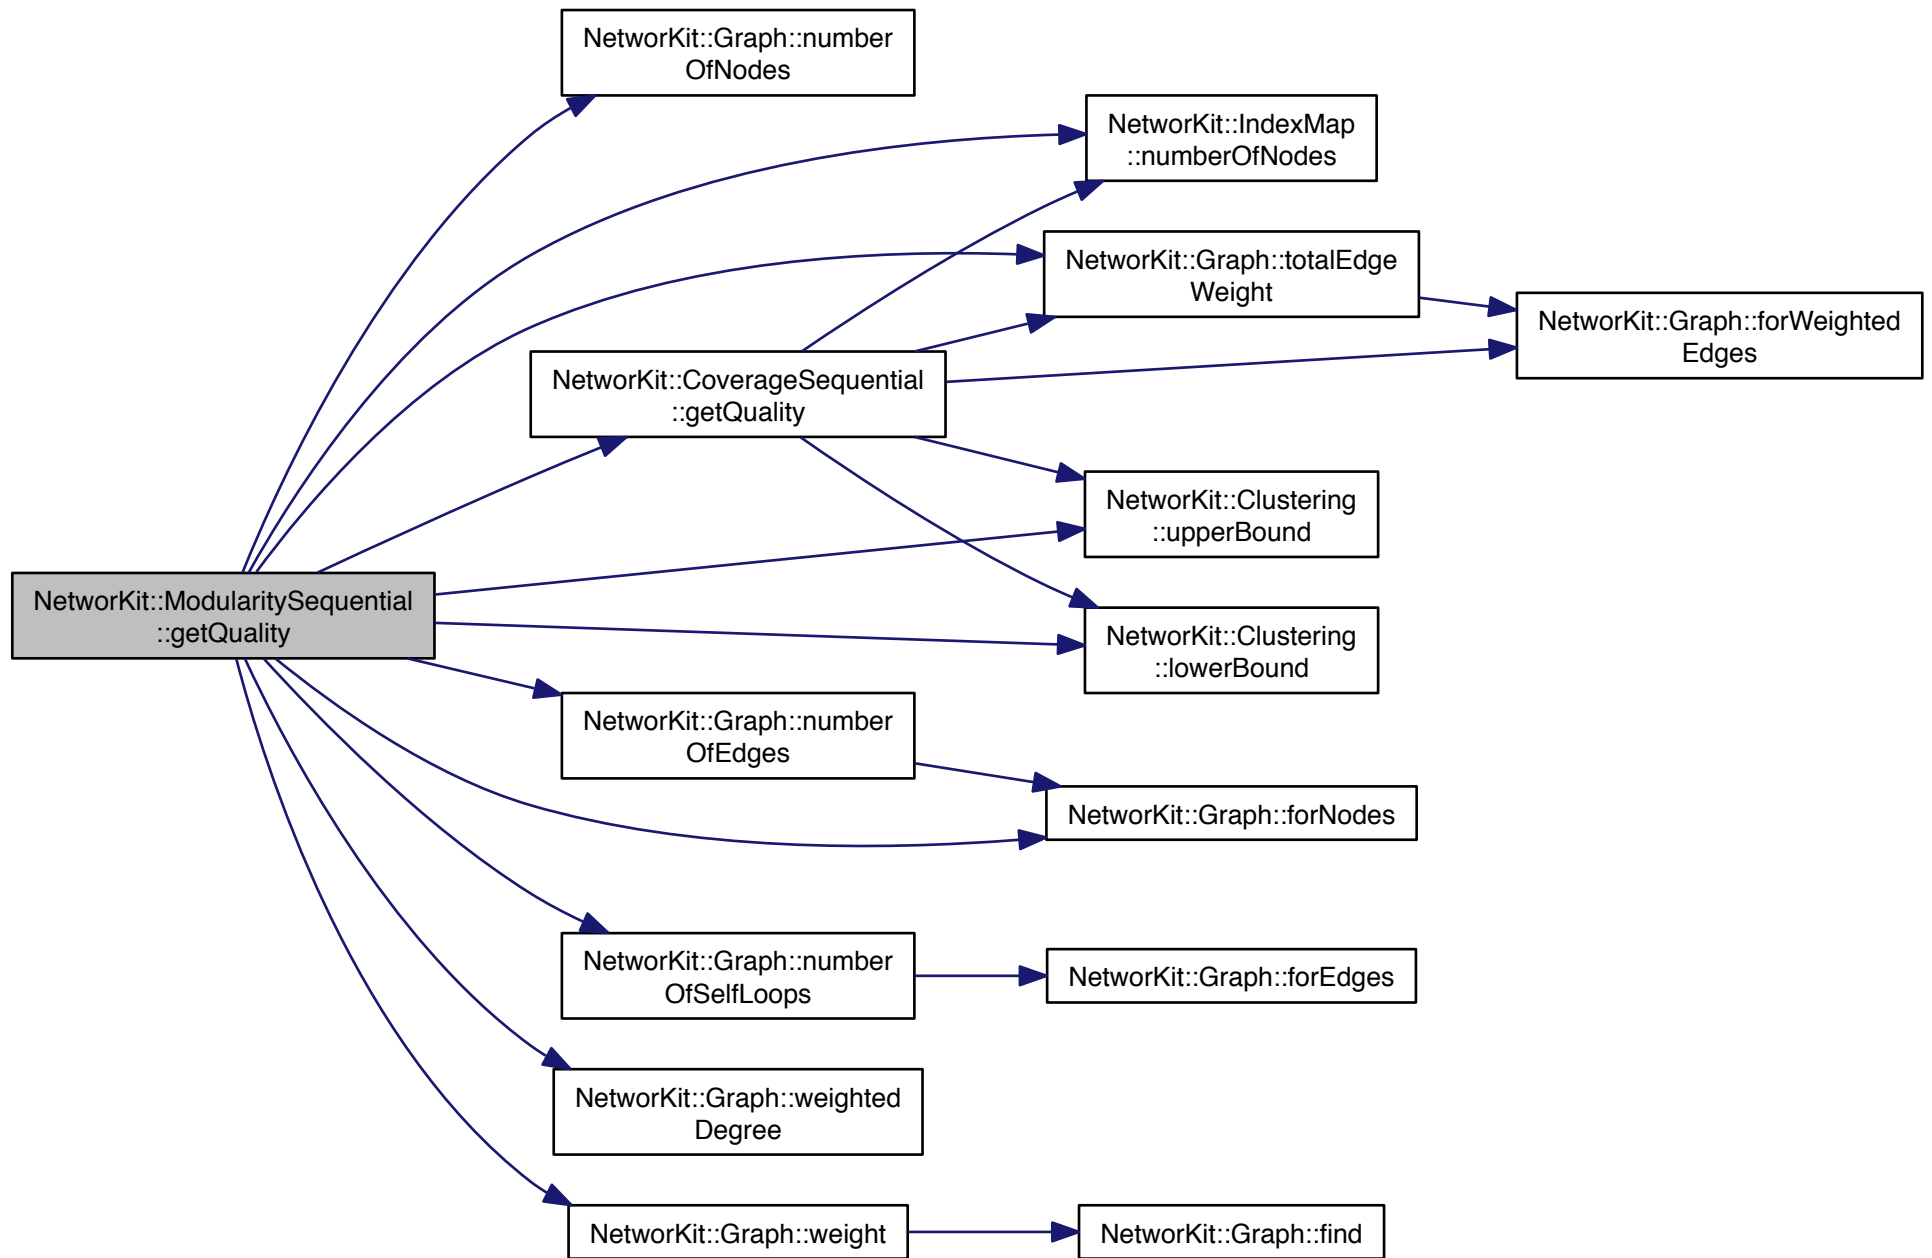 NetworKit::Graph::number
OfNodes
NetworKit::IndexMap
::numberOfNodes
NetworKit::Graph::totalEdge
Weight
NetworKit::Graph::forWeighted
Edges
NetworKit::CoverageSequential
::getQuality
NetworKit::Clustering
::upperBound
NetworKit::ModularitySequential
::getQuality
NetworKit::Clustering
::lowerBound
NetworKit::Graph::number
OfEdges
NetworKit::Graph::forNodes
NetworKit::Graph::number
OfSelfLoops
NetworKit::Graph::forEdges
NetworKit::Graph::weighted
Degree
NetworKit::Graph::weight
NetworKit::Graph::find